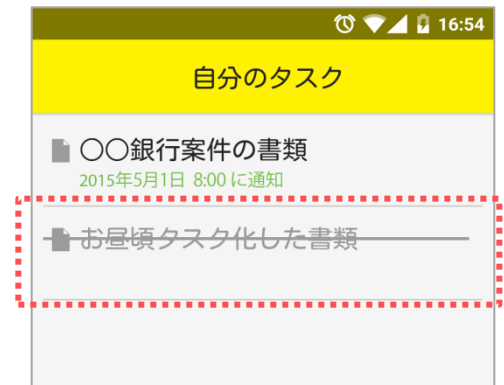 16:54
自分のタスク
〇〇銀行案件の書類
2015年5月1日 8:00 に通知
お昼頃タスク化した書類